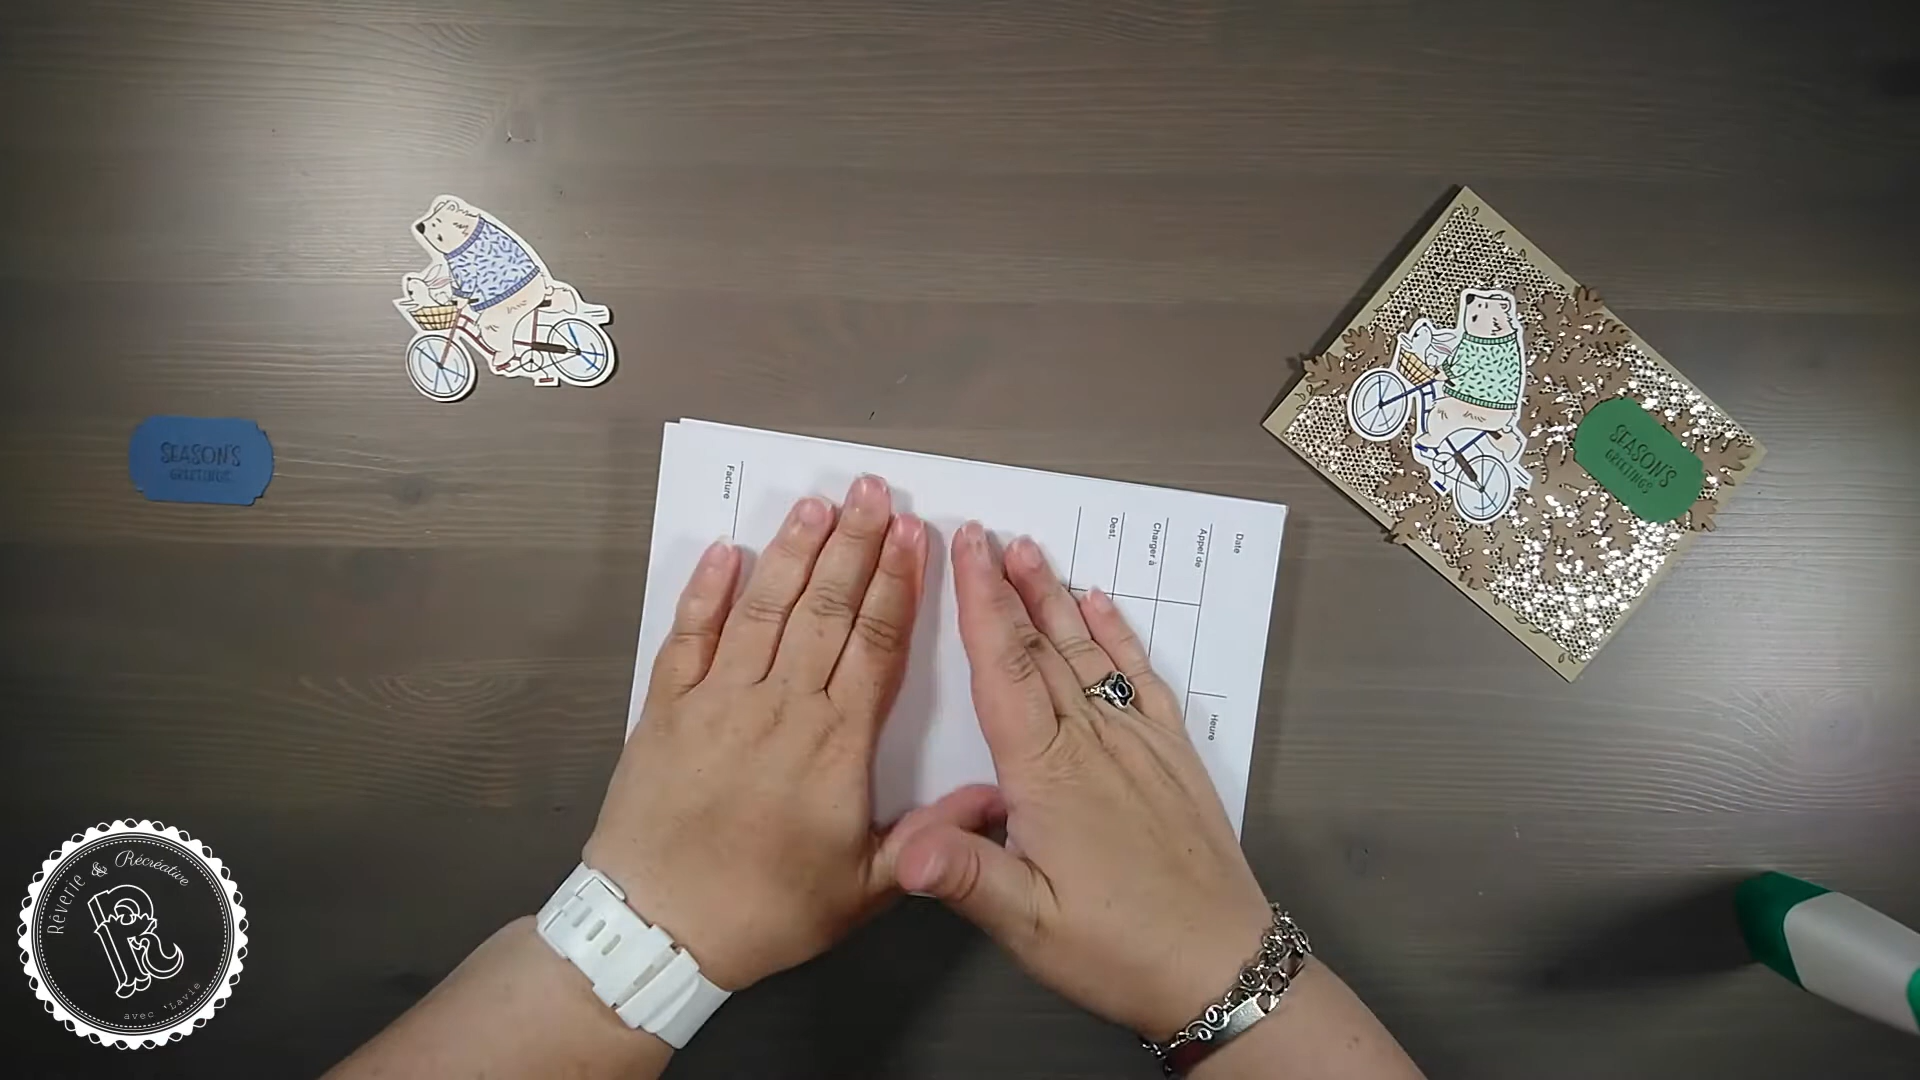 SEASON'S
GREETINGS
Facture
Date
Appel de
Charger à
Dest.
Heure
SEASON'S
GREETINGS
Rêverie & Récréative
R
avec 'Lavie